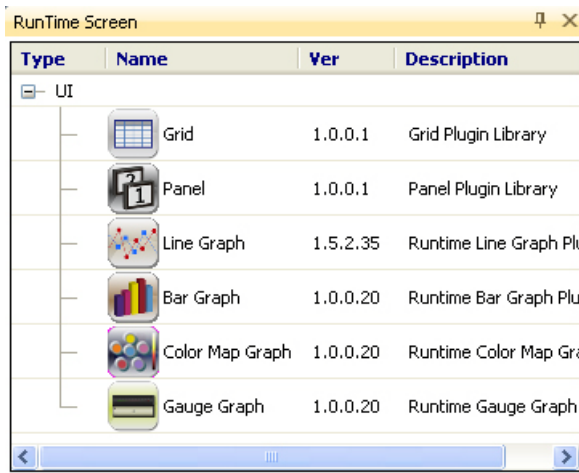 RunTime Screen
Type Name Ver Description
UI
Grid 1.0.0.1 Grid Plugin Library
Panel 1.0.0.1 Panel Plugin Library
Line Graph 1.5.2.35 Runtime Line Graph Plu
Bar Graph 1.0.0.20 Runtime Bar Graph Plu
Color Map Graph 1.0.0.20 Runtime Color Map Gra
Gauge Graph 1.0.0.20 Runtime Gauge Graph